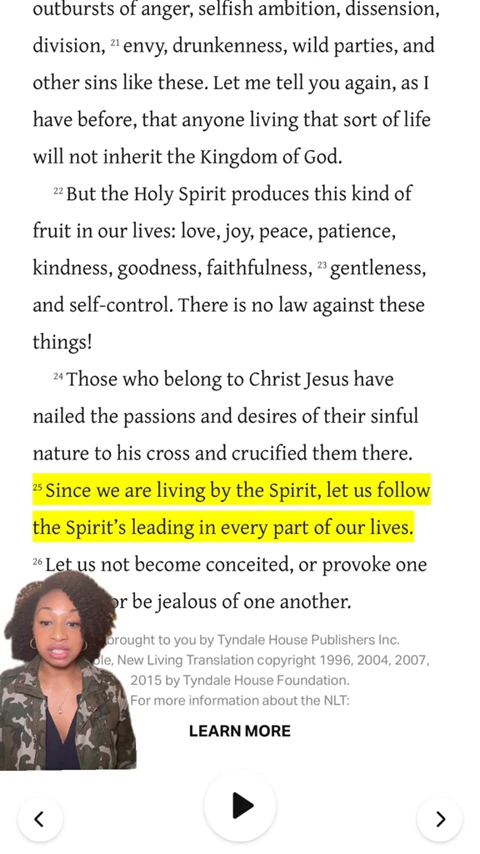 outbursts of anger, selfish ambition, dissension,
division, 21 envy, drunkenness, wild parties, and
other sins like these. Let me tell you again, as I
have before, that anyone living that sort of life
will not inherit the Kingdom of God.
22 But the Holy Spirit produces this kind of
fruit in our lives: love, joy, peace, patience,
kindness, goodness, faithfulness, 23 gentleness,
and self-control. There is no law against these
things!
24 Those who belong to Christ Jesus have
nailed the passions and desires of their sinful
nature to his cross and crucified them there.
25 Since we are living by the Spirit, let us follow
the Spirit’s leading in every part of our lives.
26 Let us not become conceited, or provoke one
or be jealous of one another.
brought to you by Tyndale House Publishers Inc.
New Living Translation copyright 1996, 2004, 2007,
2015 by Tyndale House Foundation.
For more information about the NLT:
LEARN MORE